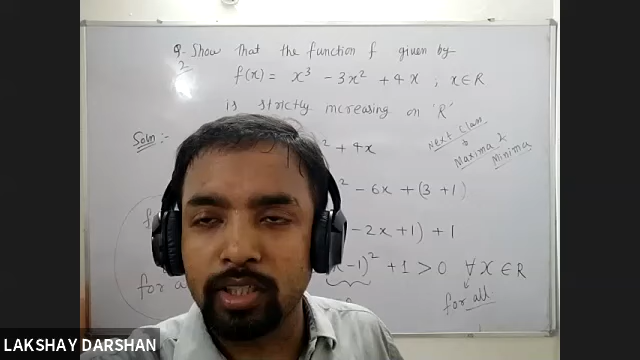 Q. Show that the function f given by
2
f(x) = x³ - 3x² + 4x ; x∈R
is strictly increasing on 'R'
Soln :-
² + 4x
² - 6x + (3 + 1)
- 2x + 1) + 1
x - 1)² + 1 > 0 ∀ x ∈ R
for all
for a
Next Class
Maxima &
Minima
LAKSHAY DARSHAN